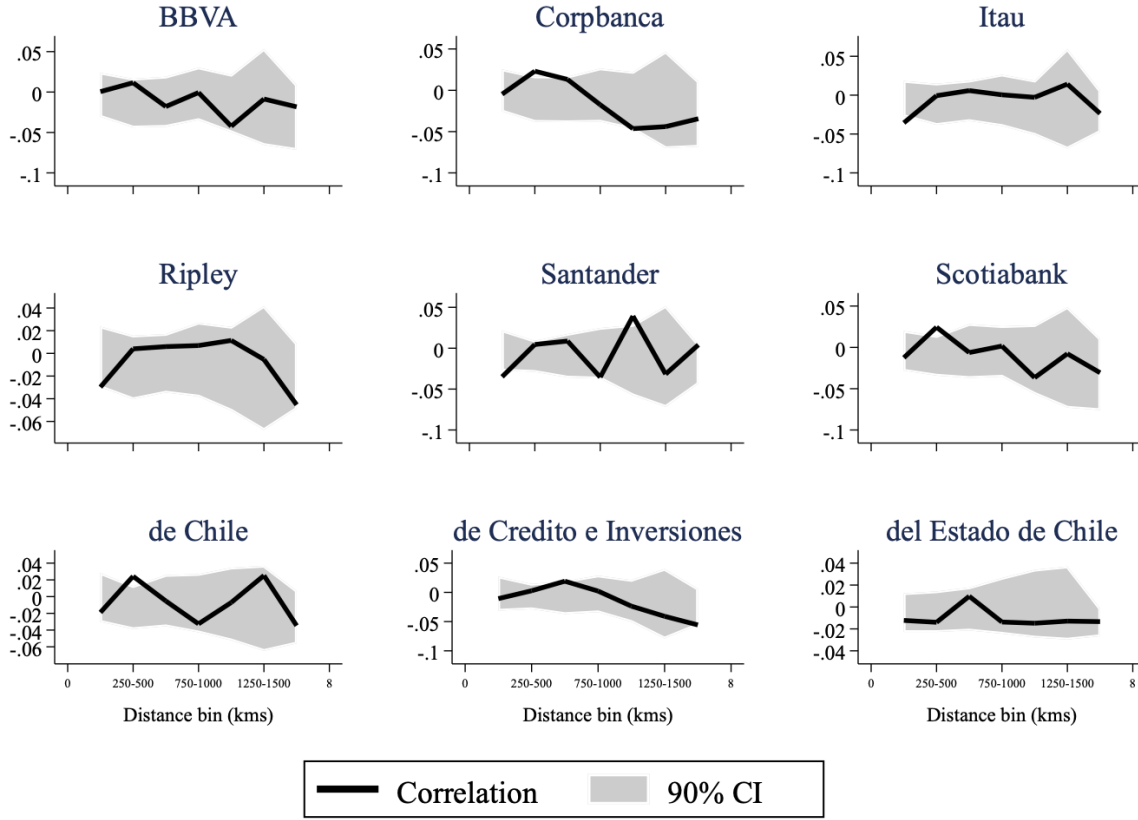 BBVA
Corpbanca
Itau
.05
0
-.05
-.1
.05
0
-.05
-.1
.05
0
-.05
-.1
Ripley
Santander
Scotiabank
.04
.02
0
-.02
-.04
-.06
.05
0
-.05
-.1
.05
0
-.05
-.1
de Chile
de Credito e Inversiones
del Estado de Chile
.04
.02
0
-.02
-.04
-.06
.05
0
-.05
-.1
.04
.02
0
-.02
-.04
0 250-500 750-1000 1250-1500 8
0 250-500 750-1000 1250-1500 8
0 250-500 750-1000 1250-1500 8
Distance bin (kms)
Distance bin (kms)
Distance bin (kms)
Correlation 90% CI